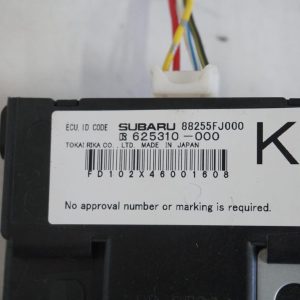 ECU, ID CODE SUBARU 88255FJ000 K
625310-000
TOKAI RIKA CO., LTD. MADE IN JAPAN
FD102X46001608
No approval number or marking is required.